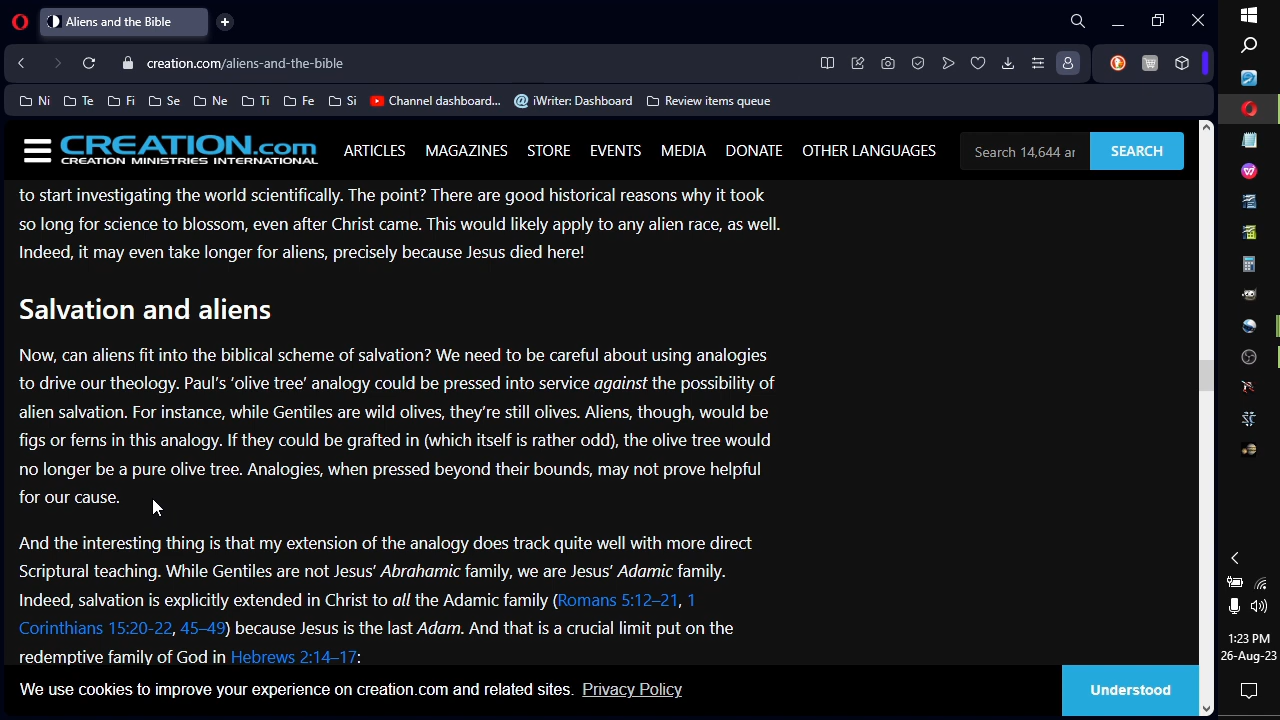 Aliens and the Bible
creation.com/aliens-and-the-bible
Ni Te Fi Se Ne Ti Fe Si Channel dashboard... iWriter: Dashboard Review items queue
CREATION.com
CREATION MINISTRIES INTERNATIONAL
ARTICLES MAGAZINES STORE EVENTS MEDIA DONATE OTHER LANGUAGES Search 14,644 ar SEARCH
to start investigating the world scientifically. The point? There are good historical reasons why it took
so long for science to blossom, even after Christ came. This would likely apply to any alien race, as well.
Indeed, it may even take longer for aliens, precisely because Jesus died here!
Salvation and aliens
Now, can aliens fit into the biblical scheme of salvation? We need to be careful about using analogies
to drive our theology. Paul's 'olive tree' analogy could be pressed into service against the possibility of
alien salvation. For instance, while Gentiles are wild olives, they're still olives. Aliens, though, would be
figs or ferns in this analogy. If they could be grafted in (which itself is rather odd), the olive tree would
no longer be a pure olive tree. Analogies, when pressed beyond their bounds, may not prove helpful
for our cause.
And the interesting thing is that my extension of the analogy does track quite well with more direct
Scriptural teaching. While Gentiles are not Jesus' Abrahamic family, we are Jesus' Adamic family.
Indeed, salvation is explicitly extended in Christ to all the Adamic family (Romans 5:12–21, 1
Corinthians 15:20-22, 45–49) because Jesus is the last Adam. And that is a crucial limit put on the
redemptive family of God in Hebrews 2:14–17:
We use cookies to improve your experience on creation.com and related sites. Privacy Policy
Understood
1:23 PM
26-Aug-23